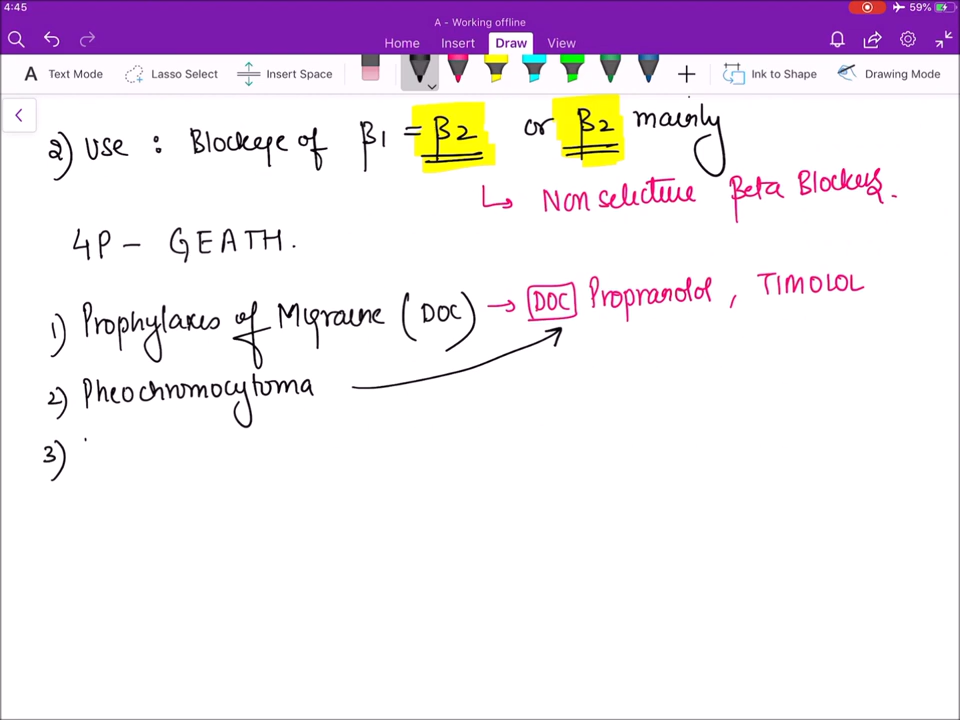 4:45
59%
A - Working offline
Home Insert Draw View
A Text Mode Lasso Select Insert Space Ink to Shape Drawing Mode
2) Use : Blockeye of β1 = β2 or β2 mainly
↳ Non selective Beta Blockers.
4P - GEATH.
1) Prophylaxes of Migraine (DOC) → DOC Propranolol, TIMOLOL
2) Pheochromocytoma
3)